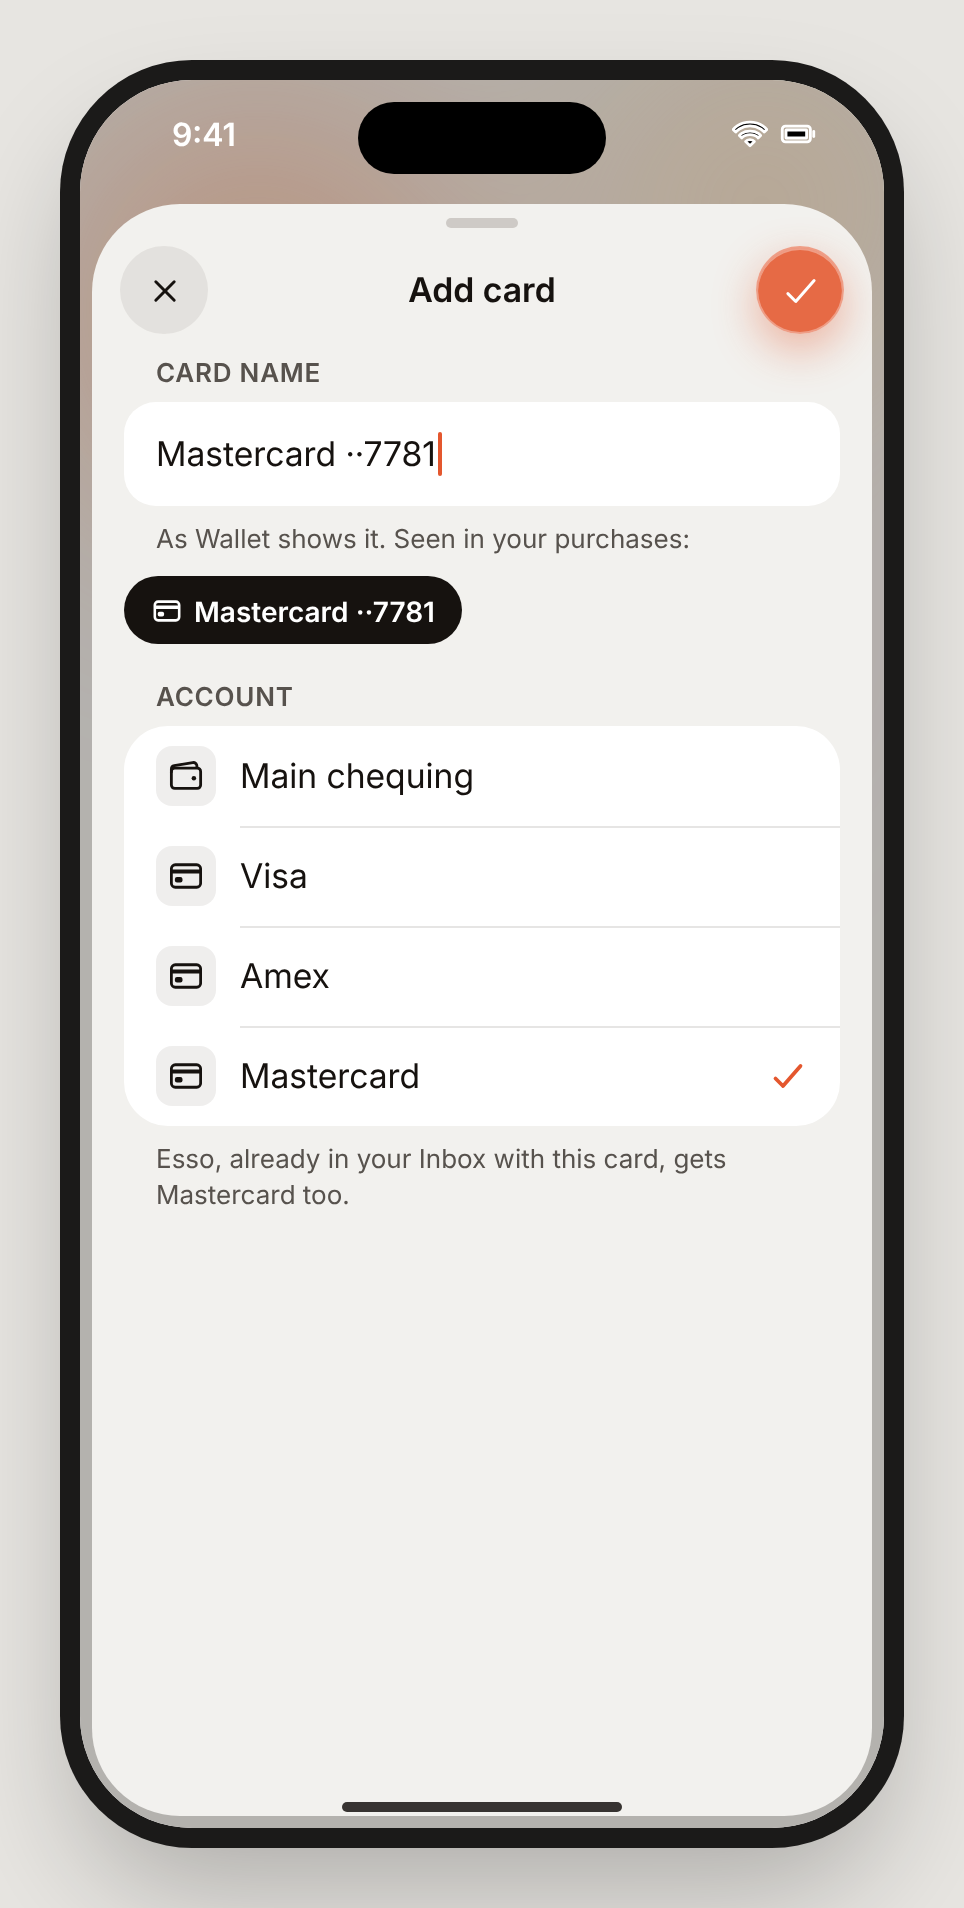 9:41
Add card
CARD NAME
Mastercard ··7781
As Wallet shows it. Seen in your purchases:
Mastercard ··7781
ACCOUNT
Main chequing
Visa
Amex
Mastercard
Esso, already in your Inbox with this card, gets
Mastercard too.